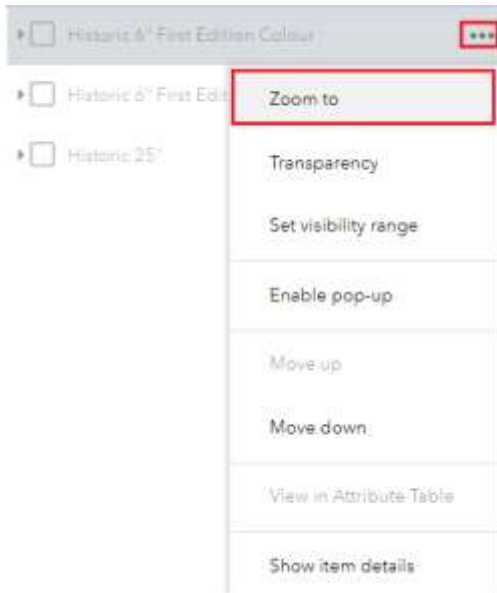 Historic 6" First Edition Colour
Historic 6" First Edit
Zoom to
Historic 25"
Transparency
Set visibility range
Enable pop-up
Move up
Move down
View in Attribute Table
Show item details